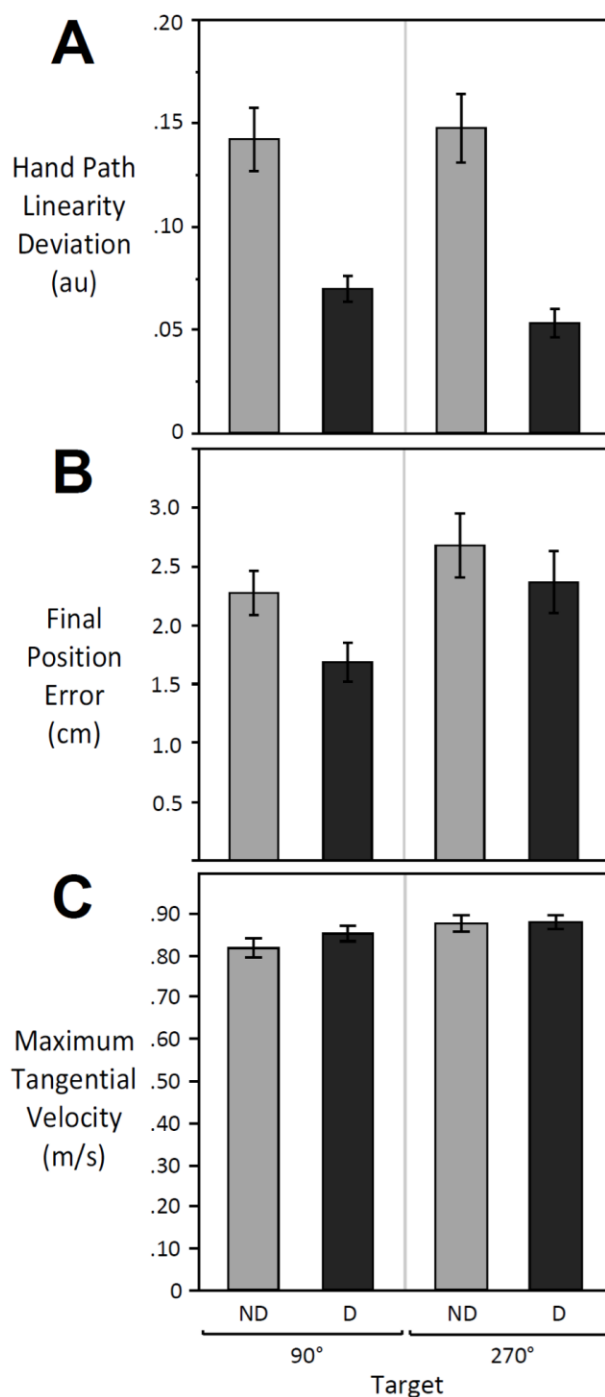 A
Hand Path
Linearity
Deviation
(au)
.20
.15
.10
.05
0
B
Final
Position
Error
(cm)
3.0
2.5
2.0
1.5
1.0
0.5
C
Maximum
Tangential
Velocity
(m/s)
.90
.80
.70
.60
.50
.40
.30
.20
.10
0
ND D ND D
90° 270°
Target